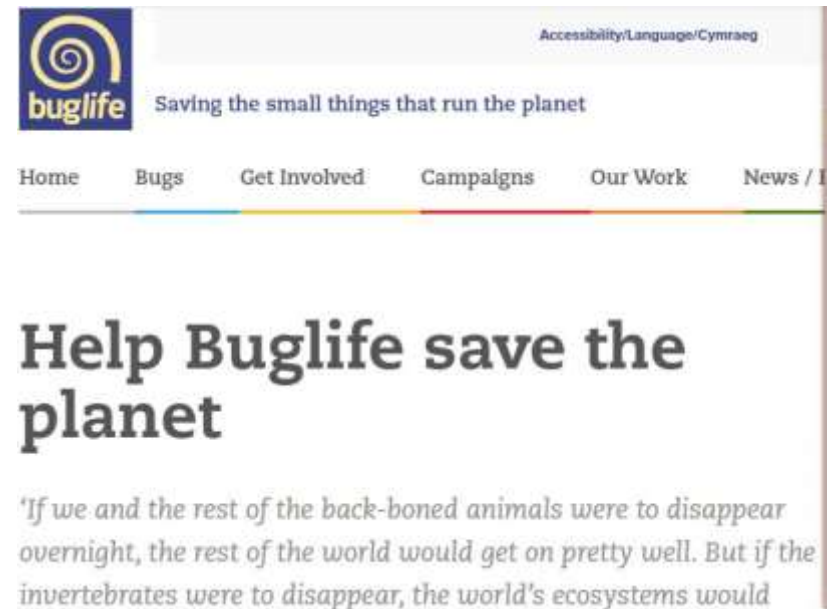 Accessibility/Language/Cymraeg
buglife
Saving the small things that run the planet
Home Bugs Get Involved Campaigns Our Work News /
Help Buglife save the
planet
'If we and the rest of the back-boned animals were to disappear
overnight, the rest of the world would get on pretty well. But if the
invertebrates were to disappear, the world's ecosystems would